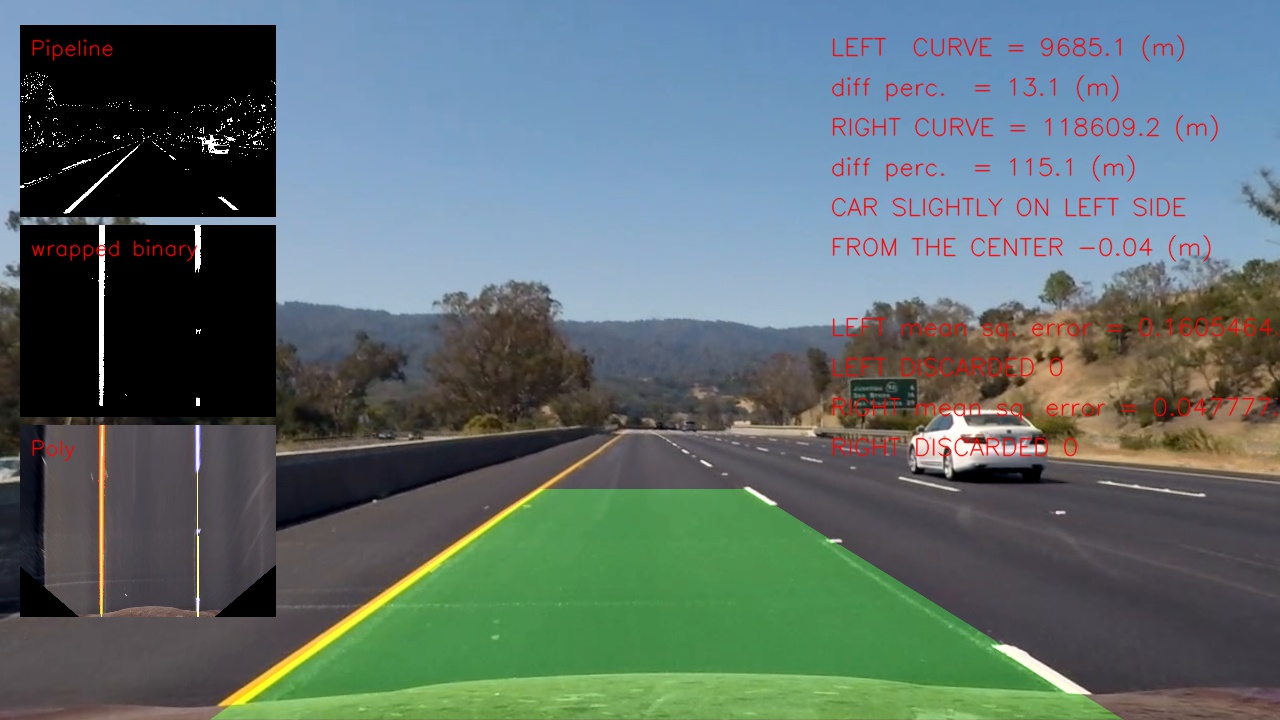 Pipeline
wrapped binary
Poly
LEFT CURVE = 9685.1 (m)
diff perc. = 13.1 (m)
RIGHT CURVE = 118609.2 (m)
diff perc. = 115.1 (m)
CAR SLIGHTLY ON LEFT SIDE
FROM THE CENTER -0.04 (m)
LEFT mean sq. error = 0.1605464
LEFT DISCARDED 0
RIGHT mean sq. error = 0.047777
RIGHT DISCARDED 0